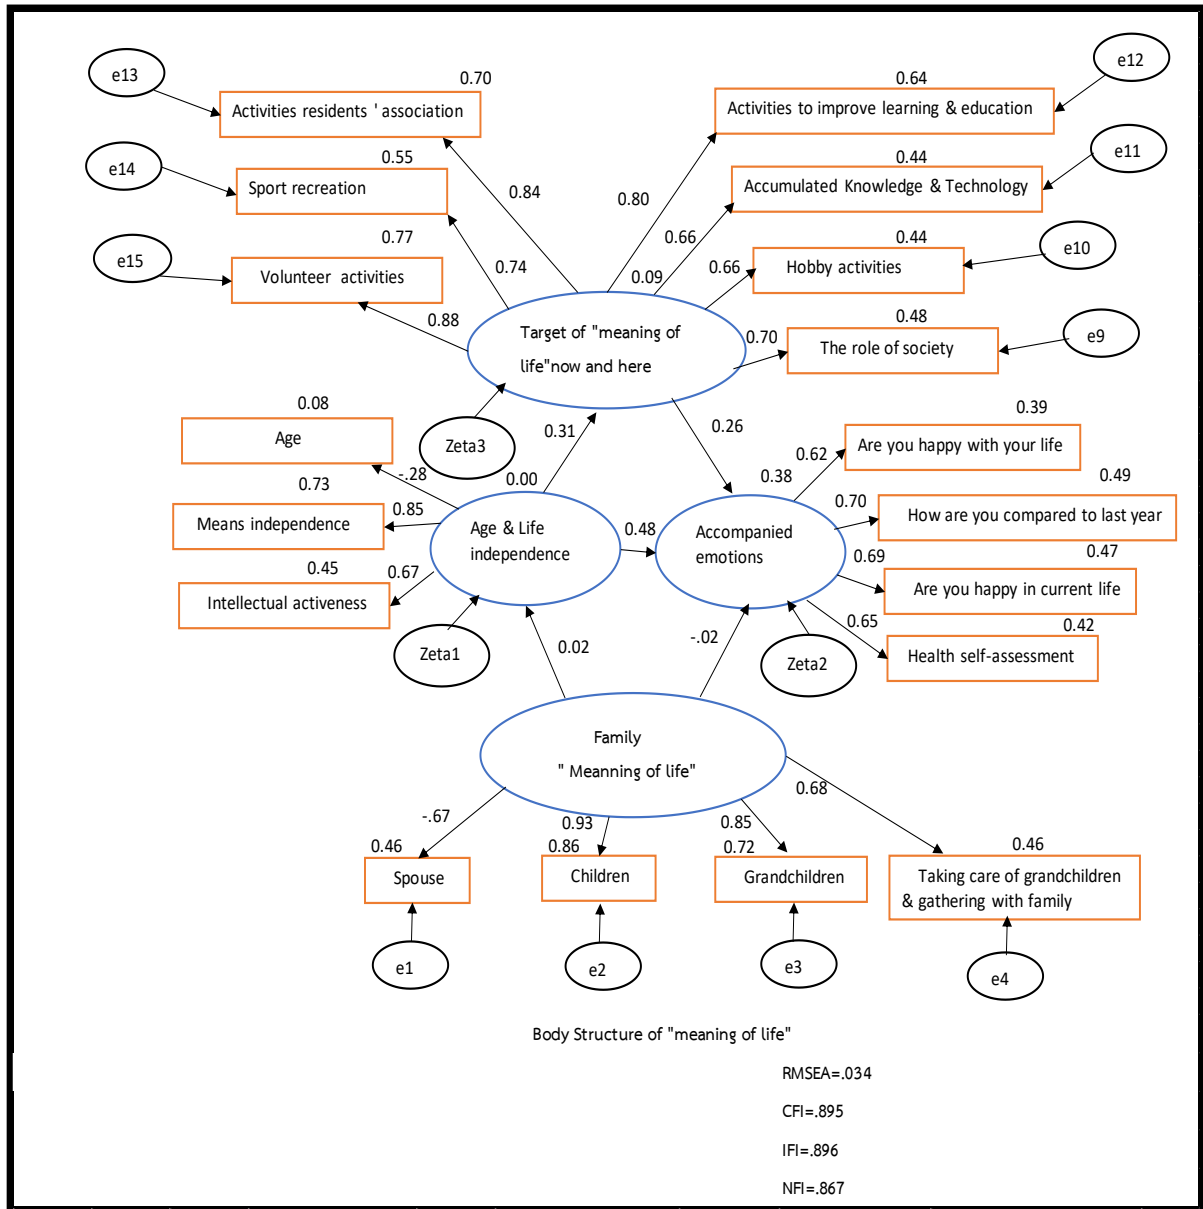 e13
0.70
Activities residents ' association
e12
0.64
Activities to improve learning & education
e14
0.55
Sport recreation
e11
0.44
Accumulated Knowledge & Technology
0.84
0.80
0.66
e15
0.77
Volunteer activities
0.74
0.88
e10
0.44
Hobby activities
0.66
0.09
Target of "meaning of
life"now and here
0.70
0.48
The role of society
e9
0.08
Age
-.28
Zeta3
0.31
0.00
0.26
0.39
Are you happy with your life
0.62
0.38
0.73
Means independence
0.85
Age & Life
independence
0.48
Accompanied
emotions
0.70
0.49
How are you compared to last year
0.45
Intellectual activeness
0.67
0.69
0.47
Are you happy in current life
0.65
0.42
Health self-assessment
Zeta1
0.02
-.02
Zeta2
Family
" Meanning of life"
-.67
0.93
0.85
0.68
0.46
Spouse
0.86
Children
0.72
Grandchildren
0.46
Taking care of grandchildren
& gathering with family
e1
e2
e3
e4
Body Structure of "meaning of life"
RMSEA=.034
CFI=.895
IFI=.896
NFI=.867